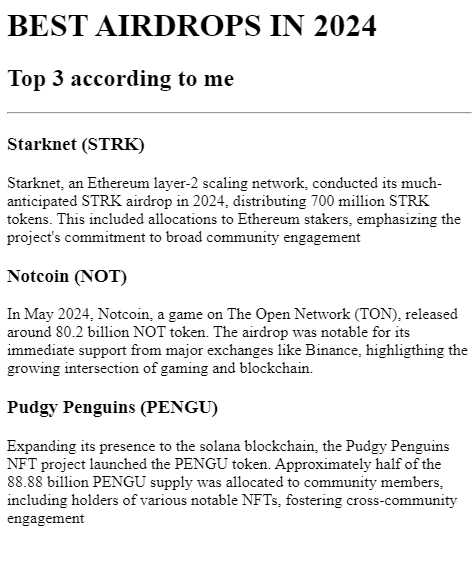 BEST AIRDROPS IN 2024
Top 3 according to me
Starknet (STRK)
Starknet, an Ethereum layer-2 scaling network, conducted its much-
anticipated STRK airdrop in 2024, distributing 700 million STRK
tokens. This included allocations to Ethereum stakers, emphasizing the
project's commitment to broad community engagement
Notcoin (NOT)
In May 2024, Notcoin, a game on The Open Network (TON), released
around 80.2 billion NOT token. The airdrop was notable for its
immediate support from major exchanges like Binance, highligthing the
growing intersection of gaming and blockchain.
Pudgy Penguins (PENGU)
Expanding its presence to the solana blockchain, the Pudgy Penguins
NFT project launched the PENGU token. Approximately half of the
88.88 billion PENGU supply was allocated to community members,
including holders of various notable NFTs, fostering cross-community
engagement